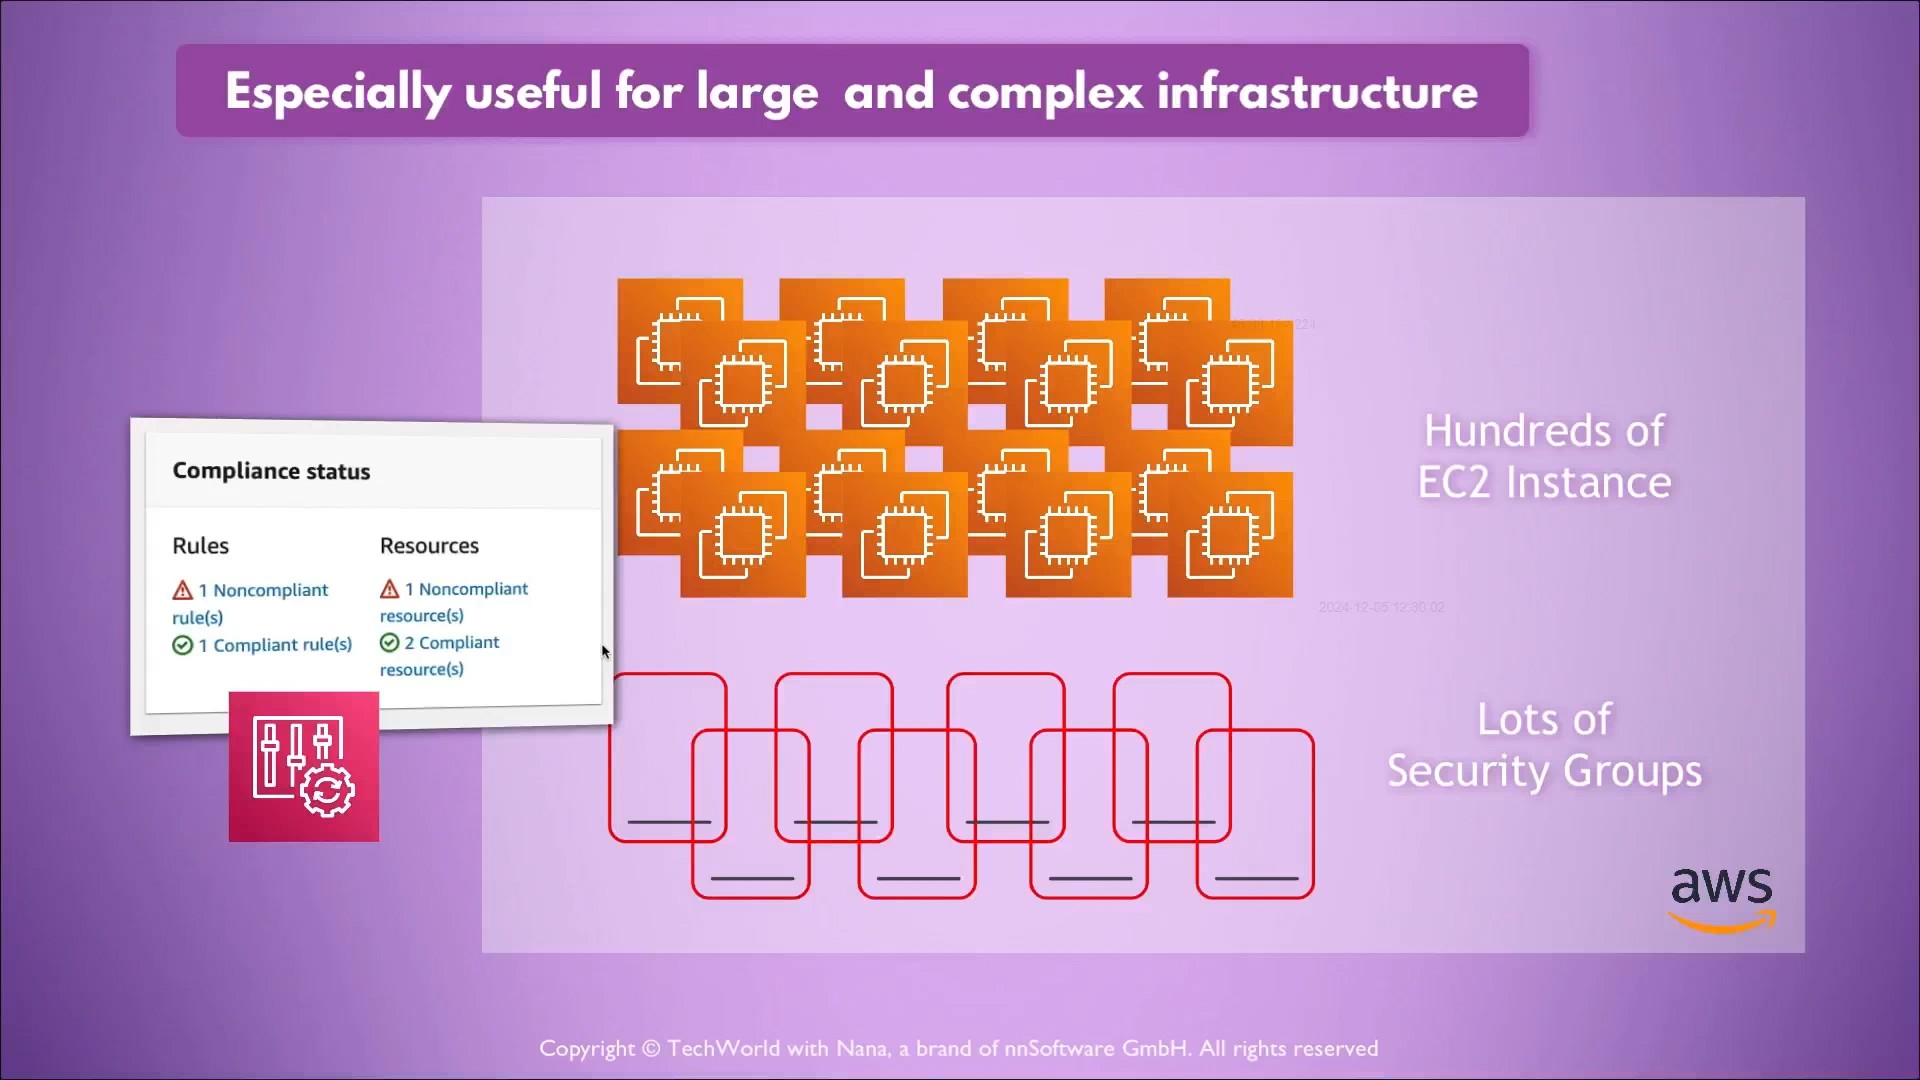 Especially useful for large and complex infrastructure
Hundreds of
EC2 Instance
Compliance status
Rules
Resources
1 Noncompliant
rule(s)
1 Compliant rule(s)
1 Noncompliant
resource(s)
2 Compliant
resource(s)
2024-12-05 12:30:02
Lots of
Security Groups
aws
Copyright © TechWorld with Nana, a brand of nnSoftware GmbH. All rights reserved